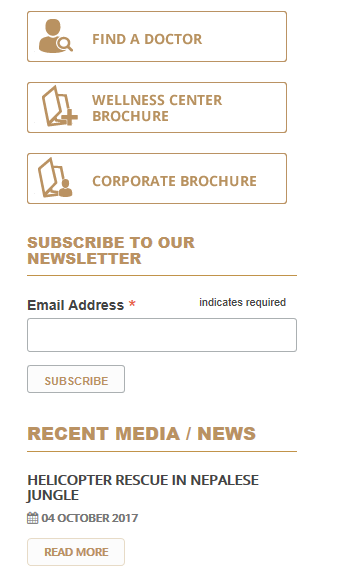 FIND A DOCTOR
WELLNESS CENTER
BROCHURE
CORPORATE BROCHURE
SUBSCRIBE TO OUR
NEWSLETTER
Email Address *
indicates required
SUBSCRIBE
RECENT MEDIA / NEWS
HELICOPTER RESCUE IN NEPALESE
JUNGLE
04 OCTOBER 2017
READ MORE